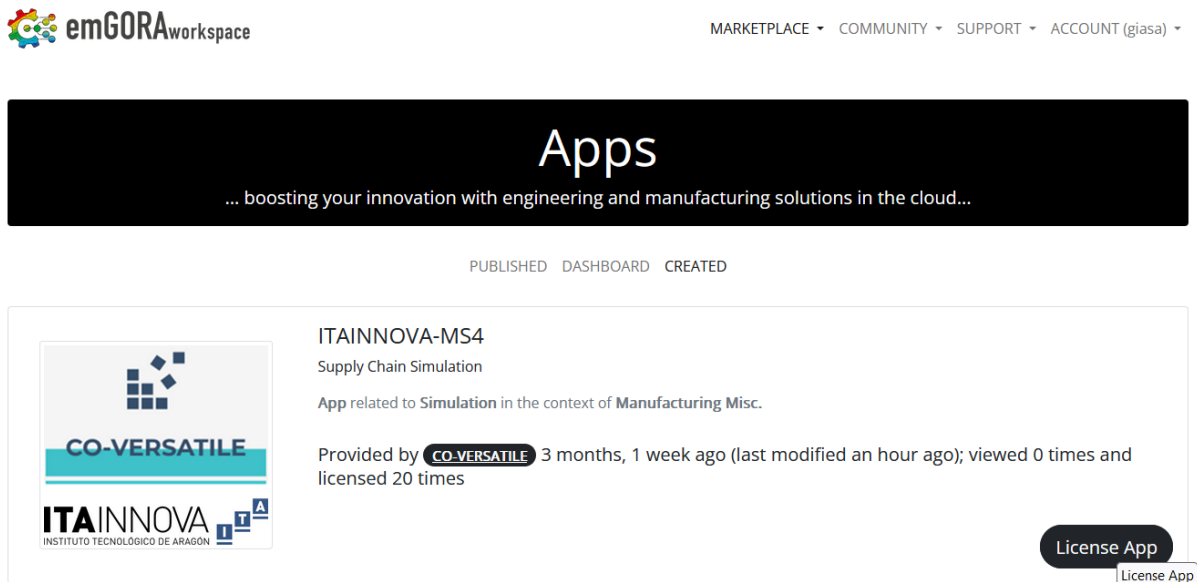 emGORAworkspace
MARKETPLACE COMMUNITY SUPPORT ACCOUNT (giasa)
Apps
... boosting your innovation with engineering and manufacturing solutions in the cloud...
PUBLISHED DASHBOARD CREATED
ITAINNOVA-MS4
Supply Chain Simulation
App related to Simulation in the context of Manufacturing Misc.
CO-VERSATILE
Provided by CO-VERSATILE 3 months, 1 week ago (last modified an hour ago); viewed 0 times and
licensed 20 times
ITAINNOVA
INSTITUTO TECNOLÓGICO DE ARAGÓN
I T A
License App
License App